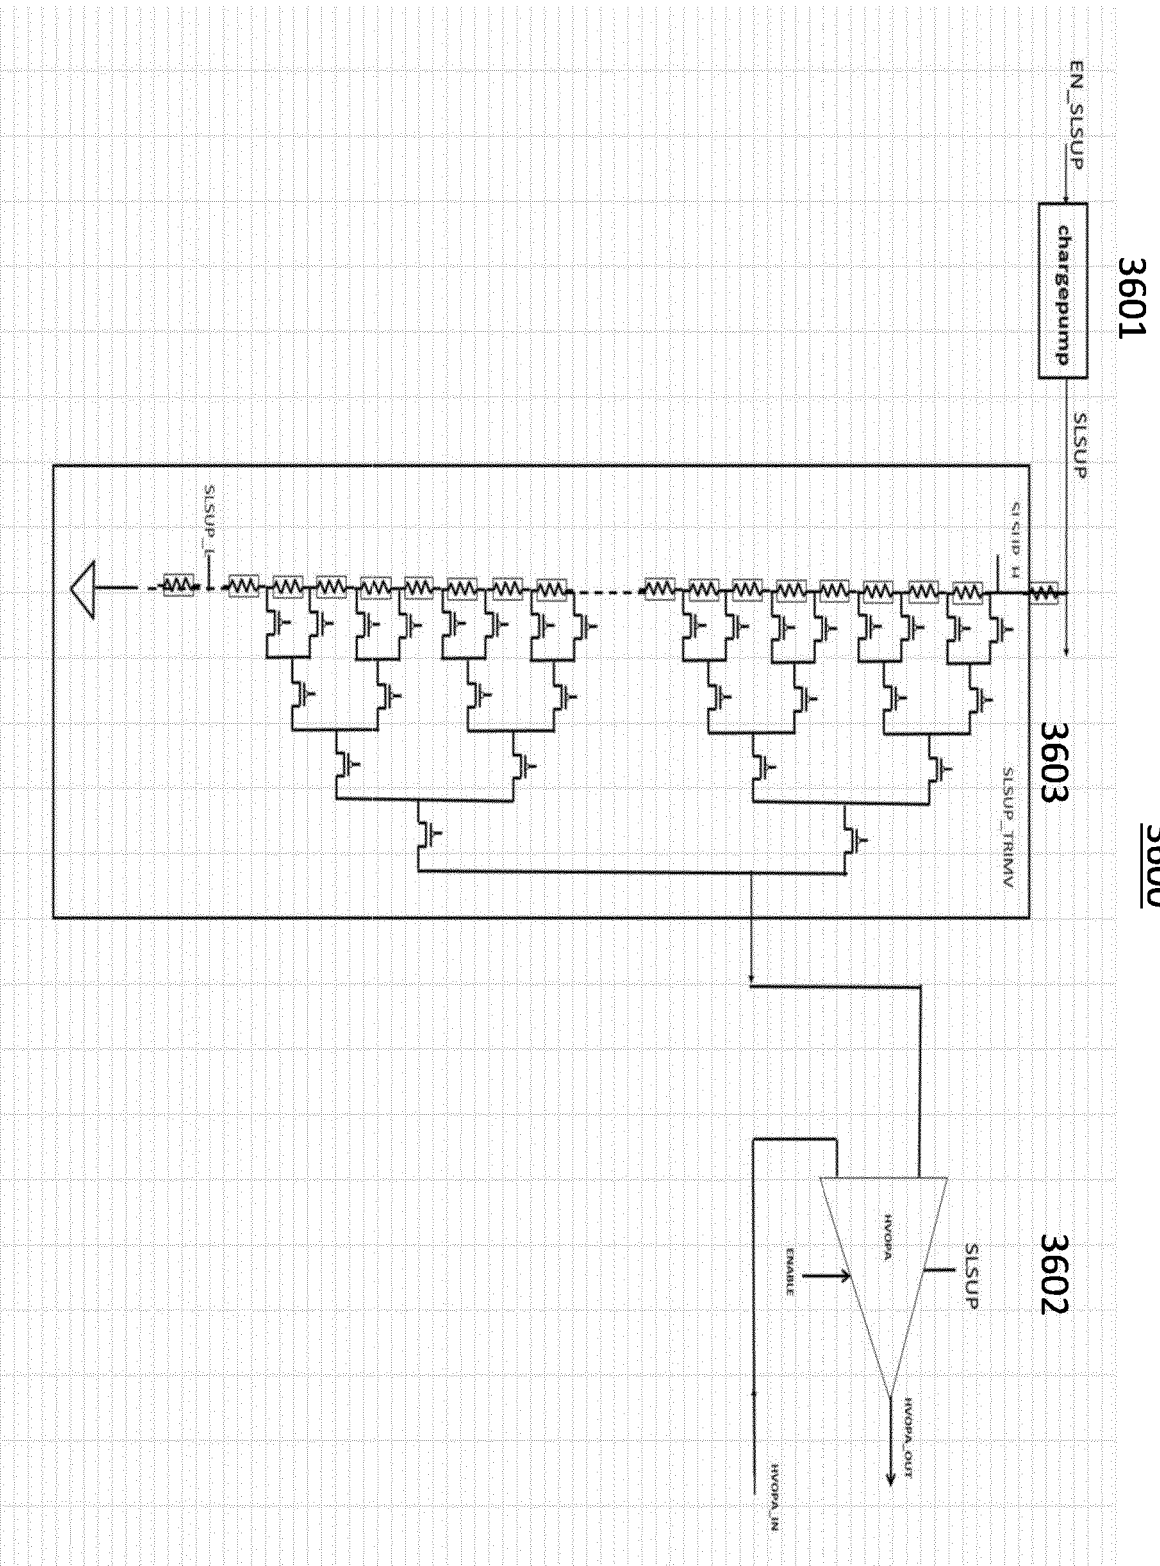 3600
3601
3603
3602
EN_SLSUP
chargepump
SLSUP
SLSUP_H
SLSUP_L
SLSUP_TRIMV
HVOPA
SLSUP
ENABLE
HVOPA_OUT
HVOPA_IN